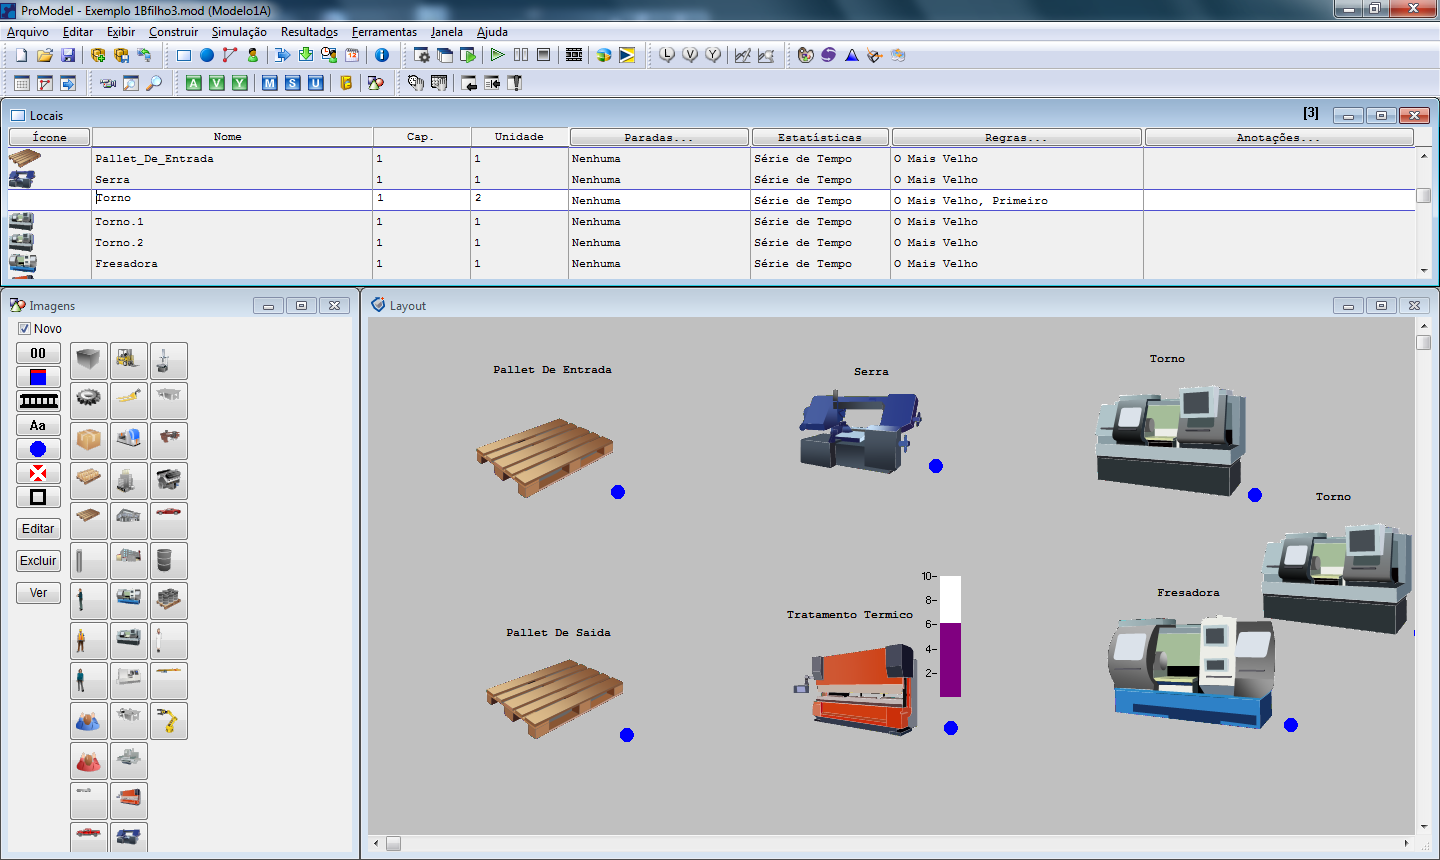 ProModel - Exemplo 1Bfilho3.mod (Modelo1A)
Arquivo Editar Exibir Construir Simulação Resultados Ferramentas Janela Ajuda
L V Y
A V Y M S U
Locais [3]
Ícone Nome Cap. Unidade Paradas... Estatísticas Regras... Anotações...
Pallet_De_Entrada 1 1 Nenhuma Série de Tempo O Mais Velho
Serra 1 1 Nenhuma Série de Tempo O Mais Velho
Torno 1 2 Nenhuma Série de Tempo O Mais Velho, Primeiro
Torno.1 1 1 Nenhuma Série de Tempo O Mais Velho
Torno.2 1 1 Nenhuma Série de Tempo O Mais Velho
Fresadora 1 1 Nenhuma Série de Tempo O Mais Velho
Imagens
Novo
00
Aa
Editar
Excluir
Ver
Layout
Pallet De Entrada
Serra
Torno
Torno
Pallet De Saida
Tratamento Termico
10-
8-
6-
4-
2-
Fresadora